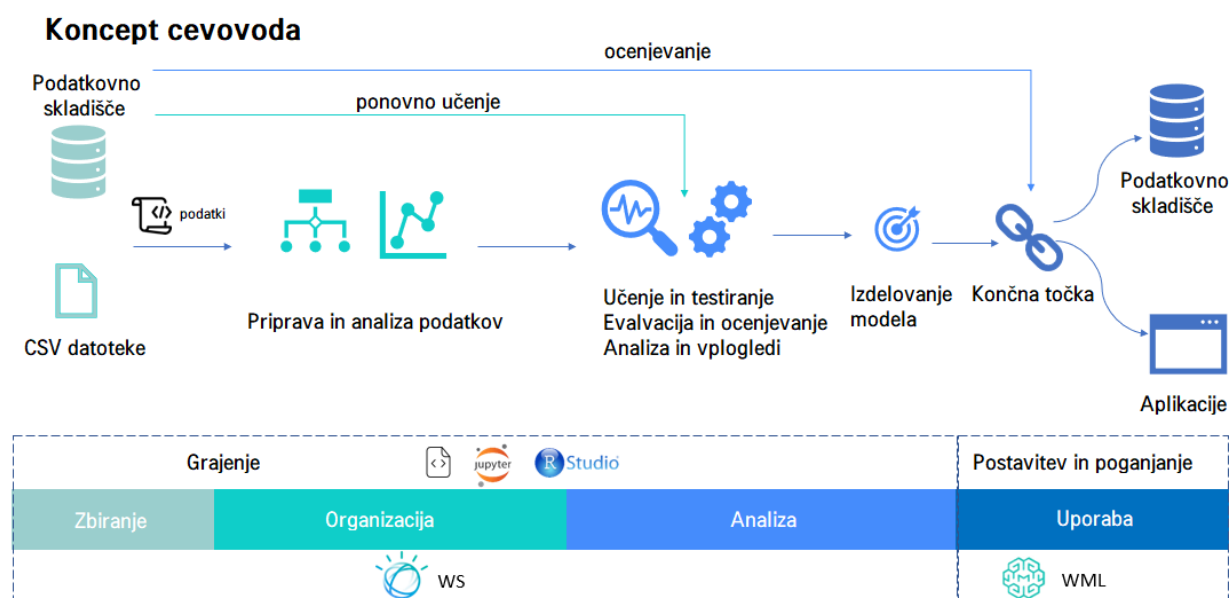 Koncept cevovoda
ocenjevanje
Podatkovno
skladišče
ponovno učenje
podatki
CSV datoteke
Priprava in analiza podatkov
Učenje in testiranje
Evalvacija in ocenjevanje
Analiza in vplogledi
Izdelovanje
modela
Končna točka
Podatkovno
skladišče
Aplikacije
Grajenje
jupyter
R Studio
Postavitev in poganjanje
Zbiranje
Organizacija
Analiza
Uporaba
WS
WML